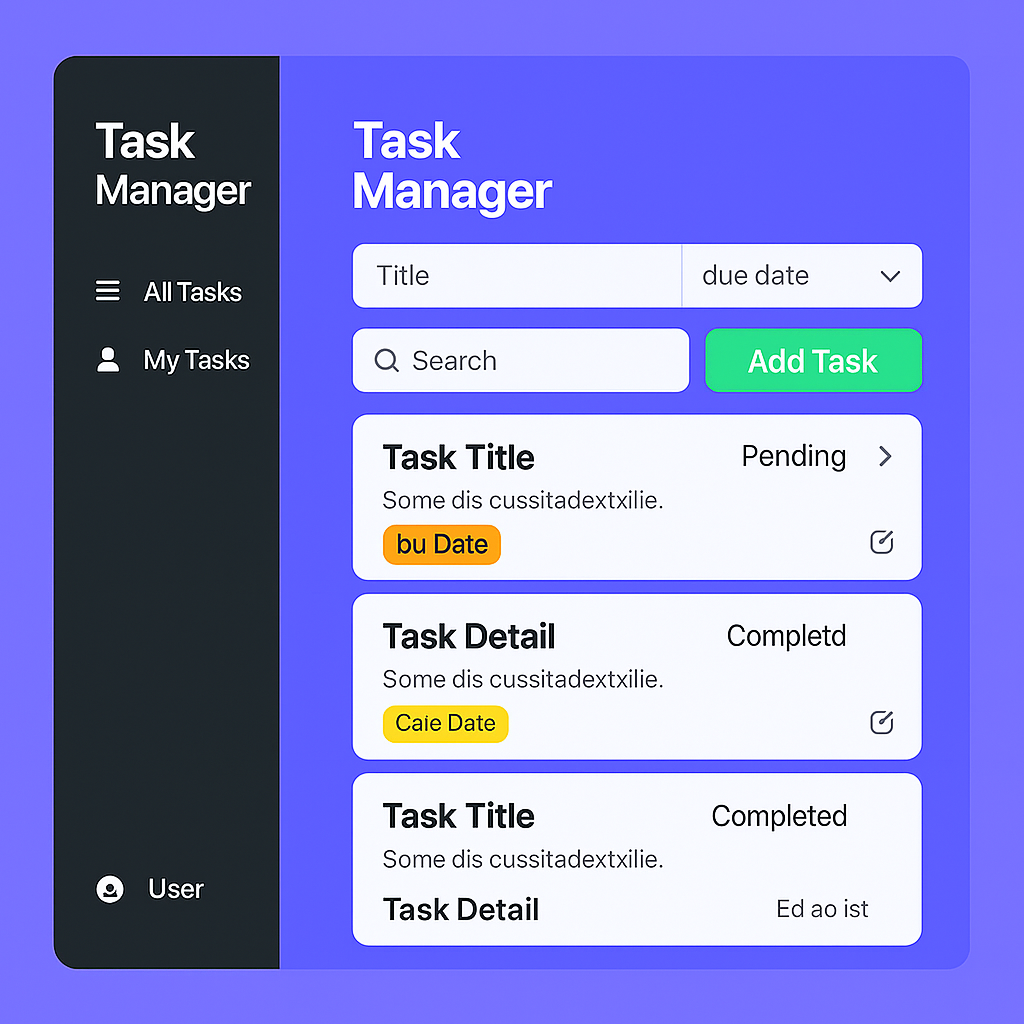 Task
Manager
All Tasks
My Tasks
User
Task
Manager
Title
due date
Search
Add Task
Task Title
Pending
Some dis cussitadextxilie.
bu Date
Task Detail
Completd
Some dis cussitadextxilie.
Caie Date
Task Title
Completed
Some dis cussitadextxilie.
Task Detail
Ed ao ist